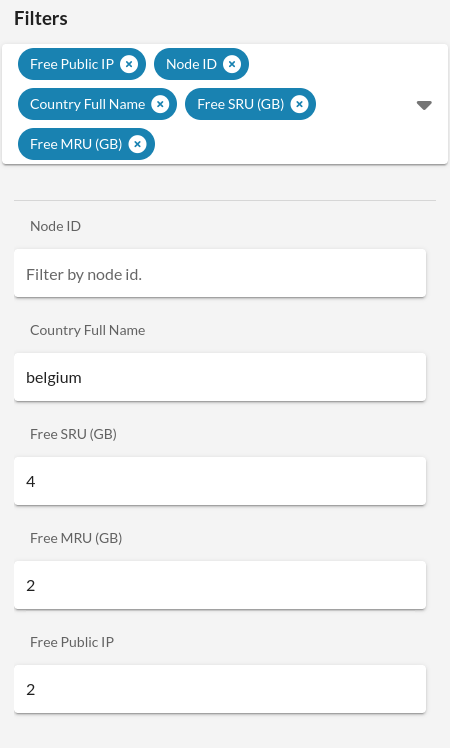 Filters
Free Public IP Node ID
Country Full Name Free SRU (GB)
Free MRU (GB)
Node ID
Filter by node id.
Country Full Name
belgium
Free SRU (GB)
4
Free MRU (GB)
2
Free Public IP
2